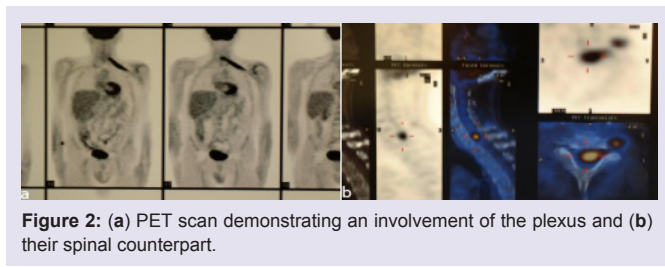 a
b
Figure 2: (a) PET scan demonstrating an involvement of the plexus and (b)
their spinal counterpart.